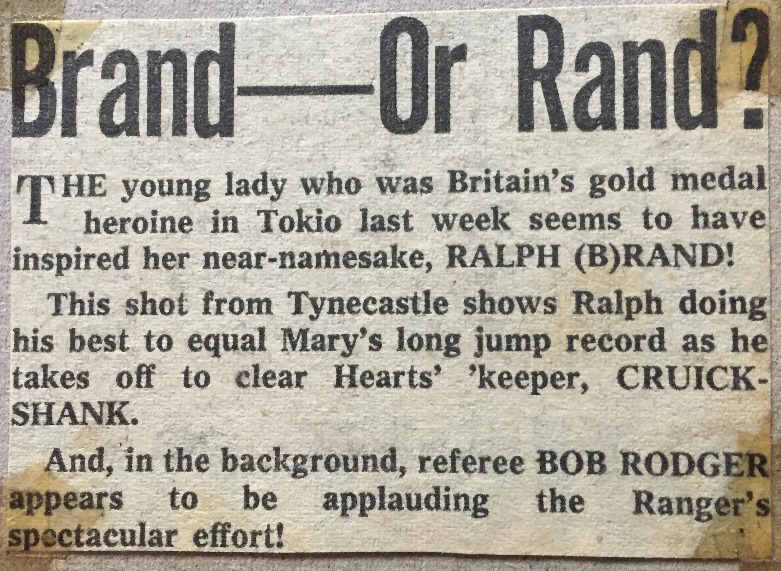 Brand—Or Rand?
THE young lady who was Britain's gold medal
heroine in Tokio last week seems to have
inspired her near-namesake, RALPH (B)RAND!
This shot from Tynecastle shows Ralph doing
his best to equal Mary's long jump record as he
takes off to clear Hearts' 'keeper, CRUICK-
SHANK.
And, in the background, referee BOB RODGER
appears to be applauding the Ranger's
spectacular effort!